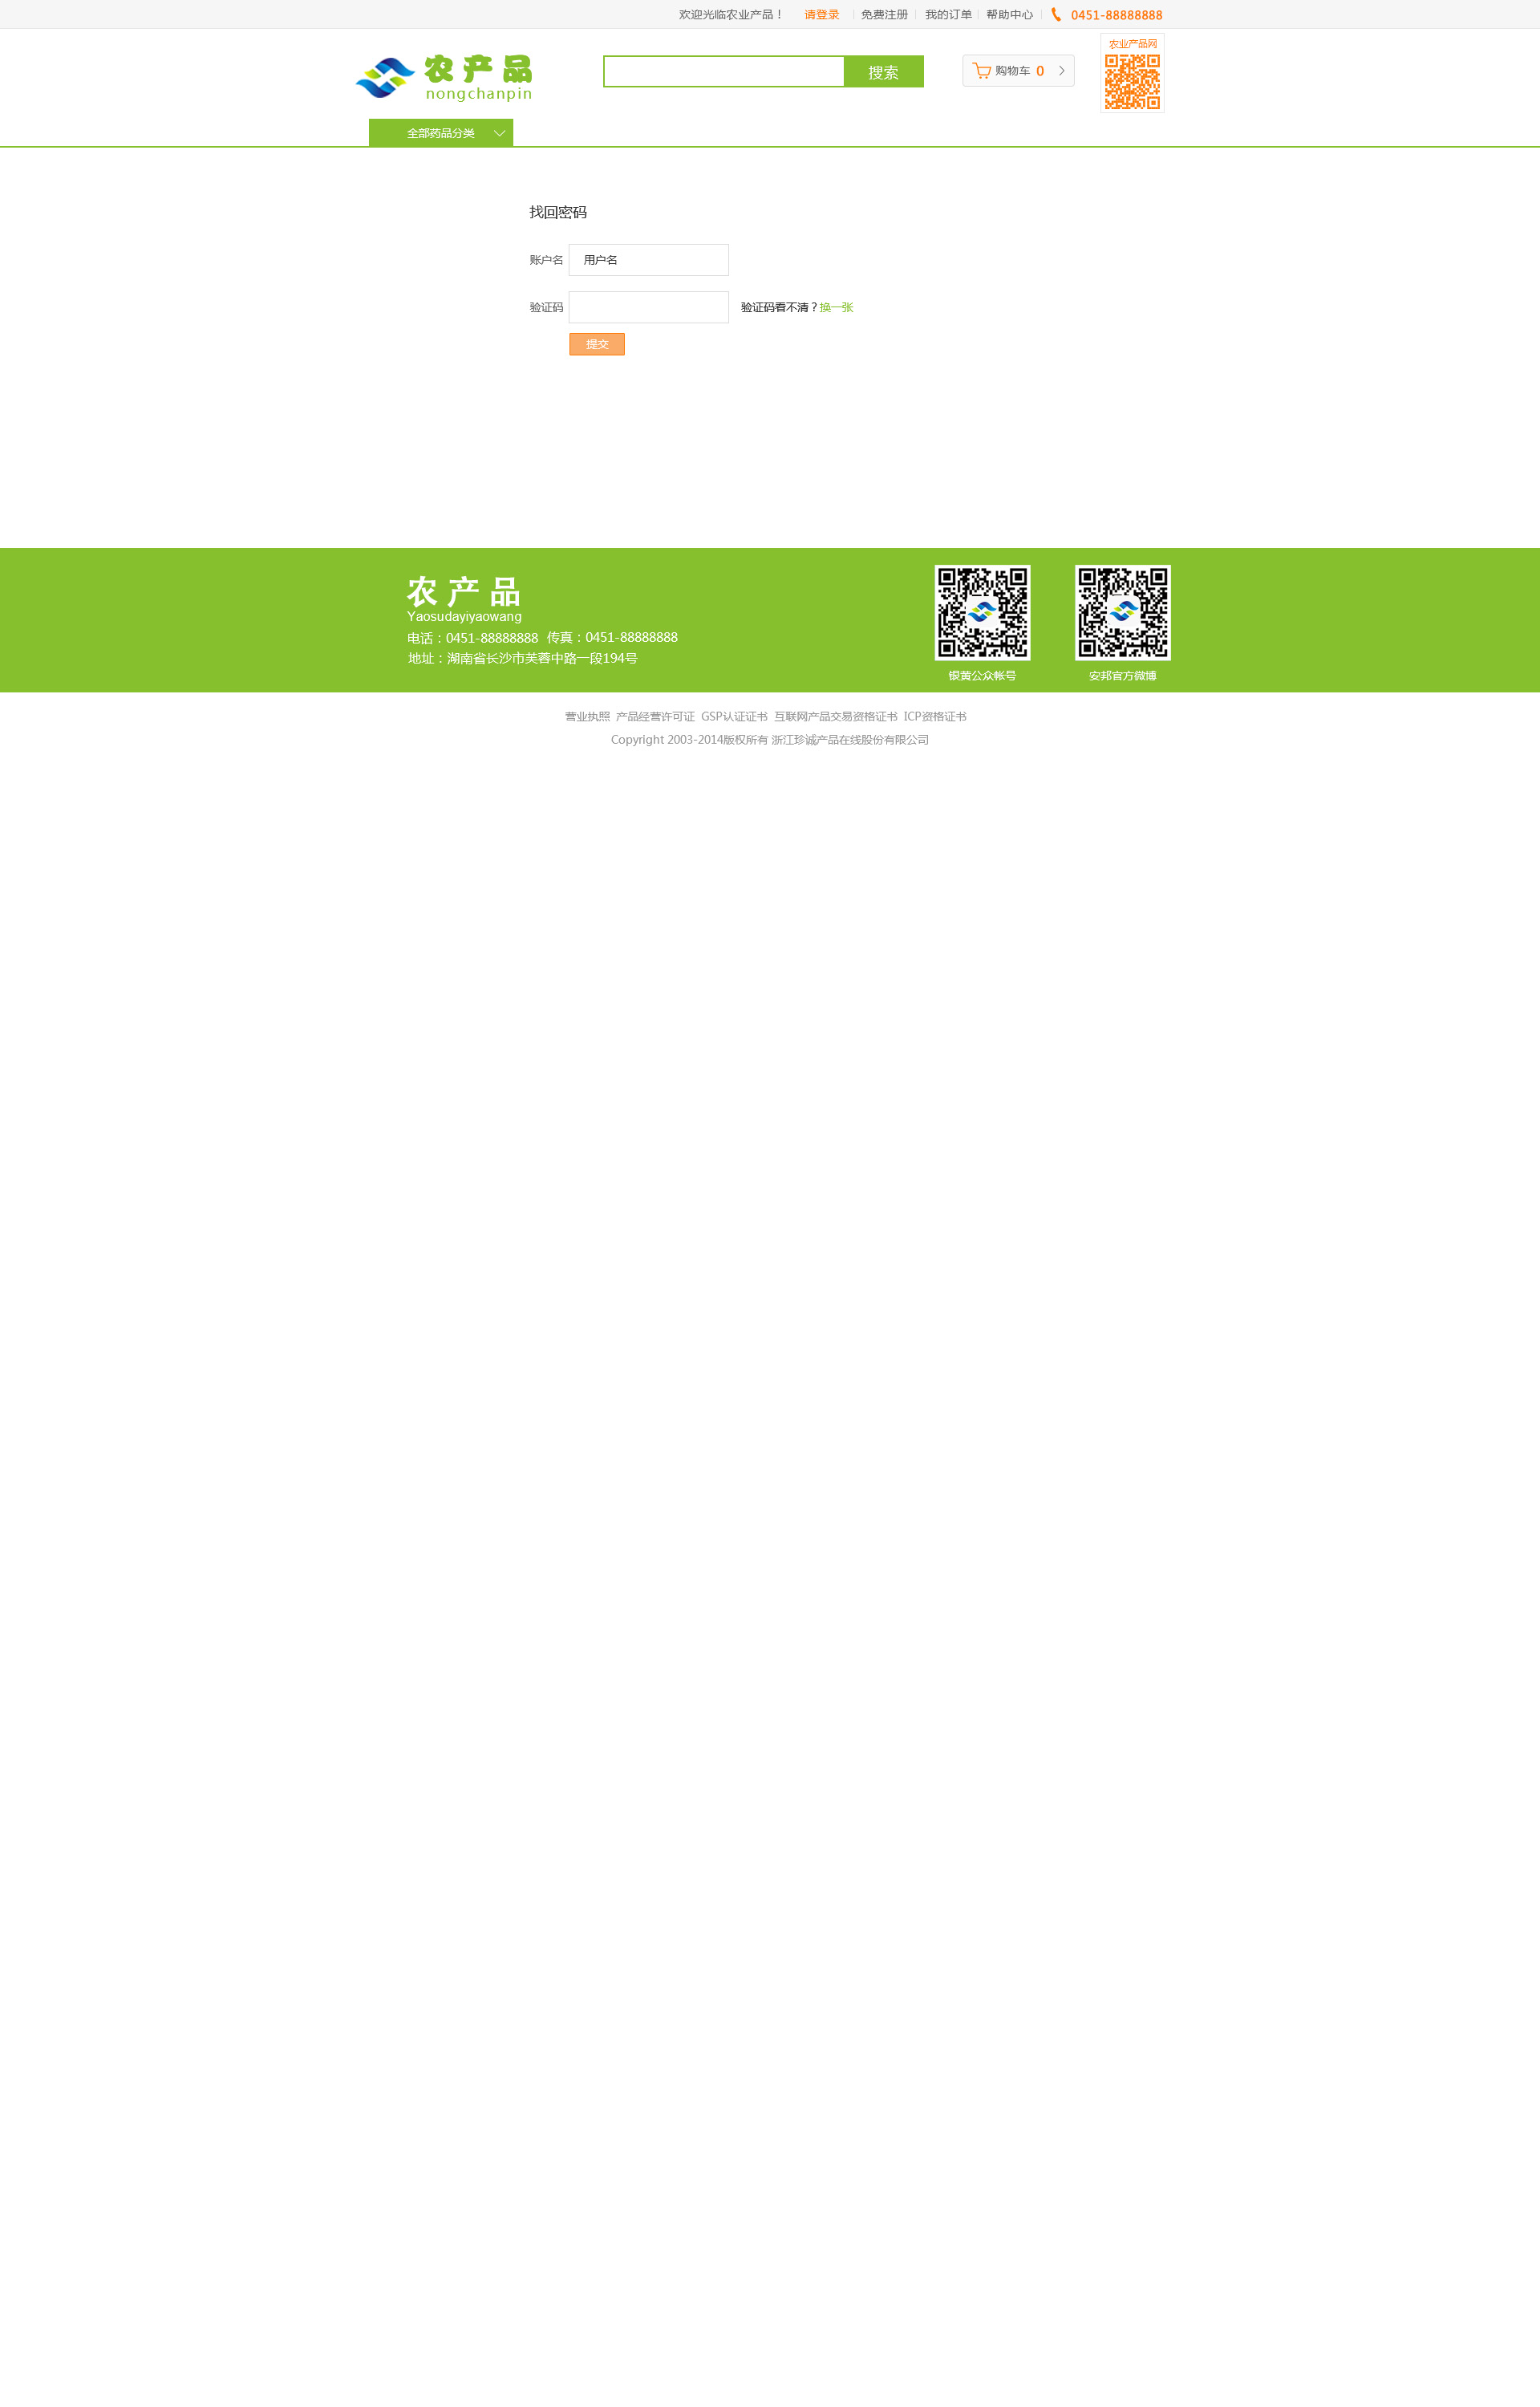 欢迎光临农业产品！ 请登录 免费注册 我的订单 帮助中心 0451-88888888
农业产品网
农产品
nongchanpin
搜索
购物车 0
全部药品分类
找回密码
账户名 用户名
验证码 验证码看不清？换一张
提交
农产品
Yaosudayiyaowang
电话：0451-88888888 传真：0451-88888888
地址：湖南省长沙市芙蓉中路一段194号
银黄公众帐号 安邦官方微博
营业执照 产品经营许可证 GSP认证证书 互联网产品交易资格证书 ICP资格证书
Copyright 2003-2014版权所有 浙江珍诚产品在线股份有限公司